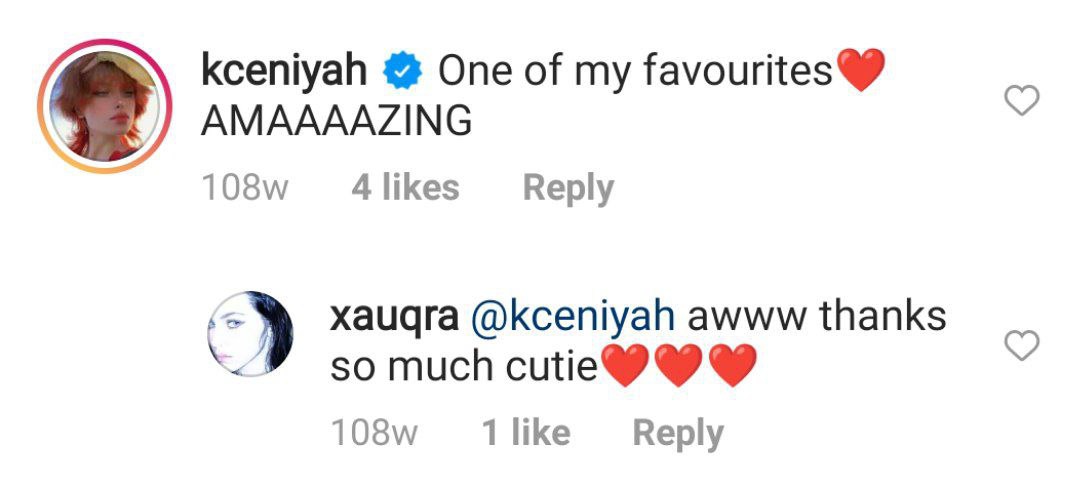 kceniyah One of my favourites❤️
AMAAAAZING
108w 4 likes Reply
xauqra @kceniyah awww thanks
so much cutie❤️❤️❤️
108w 1 like Reply